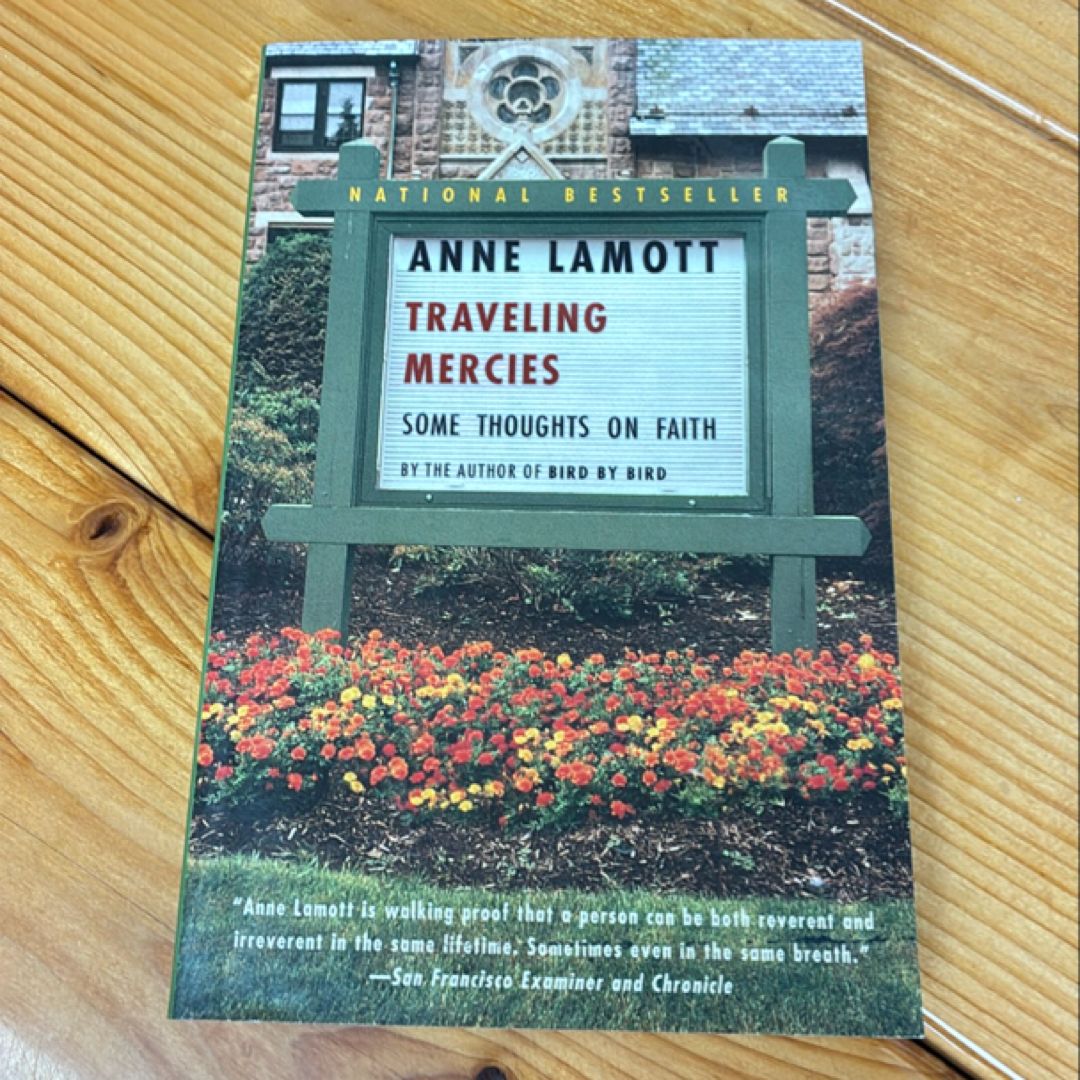 NATIONAL BESTSELLER
ANNE LAMOTT
TRAVELING
MERCIES
SOME THOUGHTS ON FAITH
BY THE AUTHOR OF BIRD BY BIRD
"Anne Lamott is walking proof that a person can be both reverent and
irreverent in the same lifetime. Sometimes even in the same breath."
—San Francisco Examiner and Chronicle